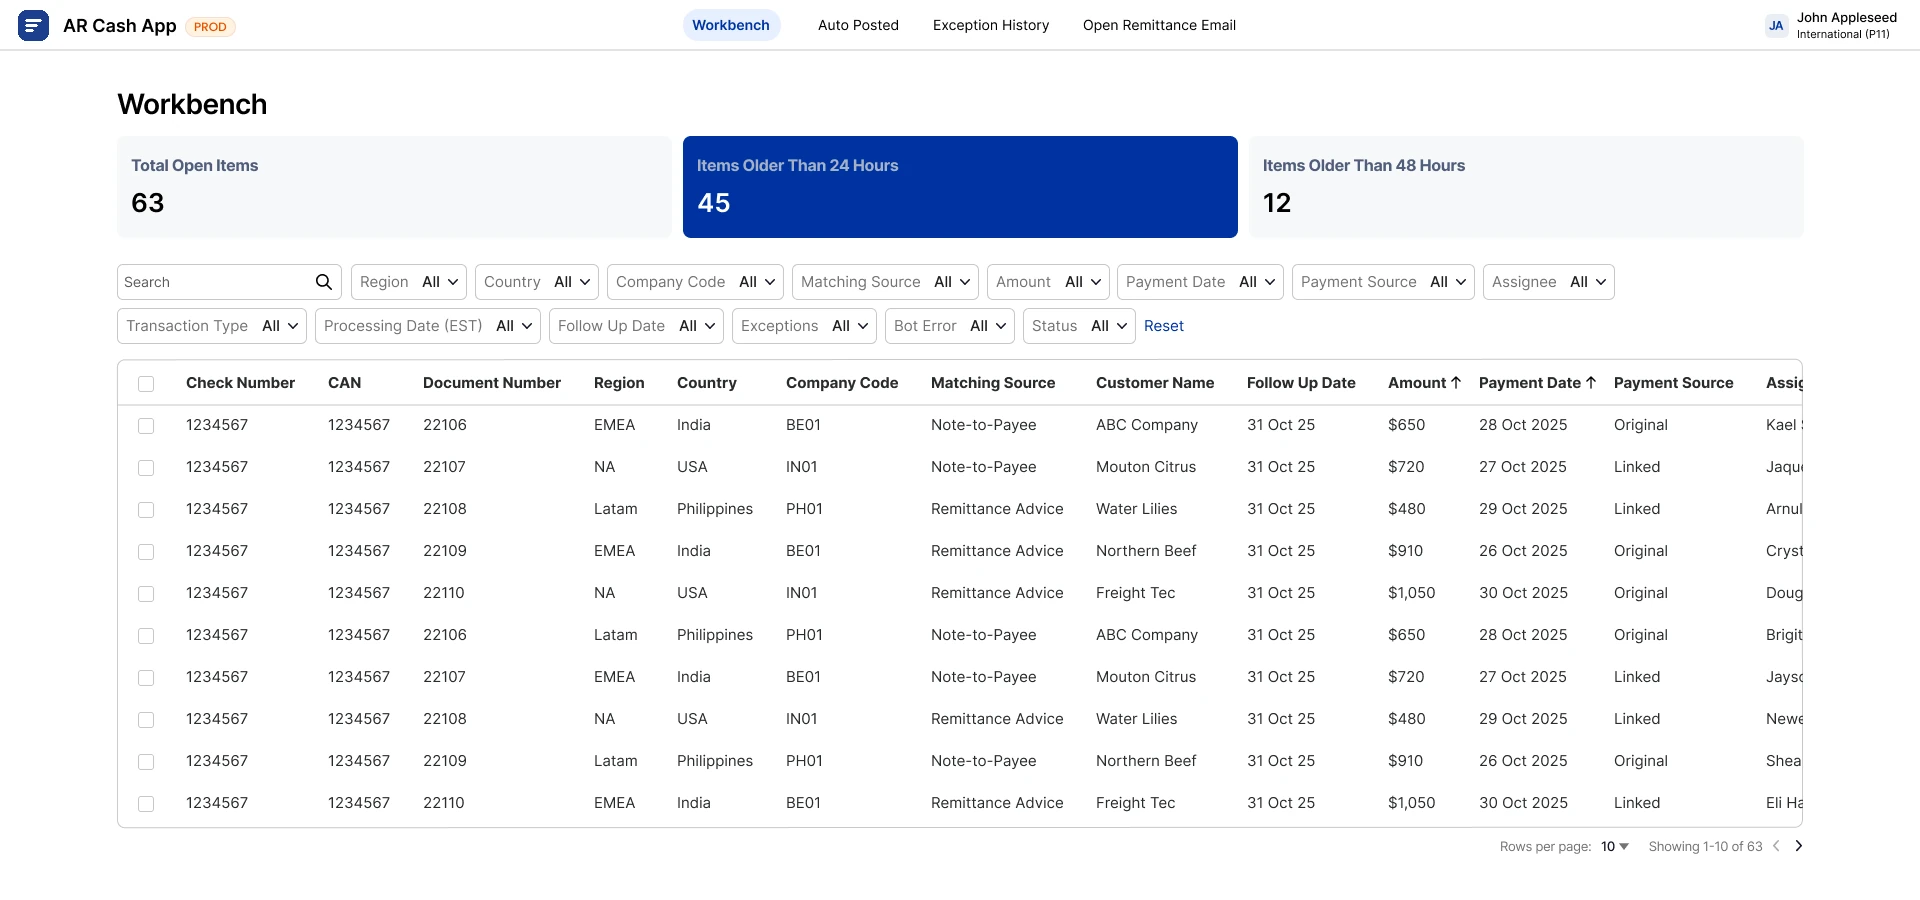 AR Cash App PROD Workbench Auto Posted Exception History Open Remittance Email JA John Appleseed
International (P11)
Workbench
Total Open Items
63
Items Older Than 24 Hours
45
Items Older Than 48 Hours
12
Search Region All Country All Company Code All Matching Source All Amount All Payment Date All Payment Source All Assignee All
Transaction Type All Processing Date (EST) All Follow Up Date All Exceptions All Bot Error All Status All Reset
Check Number CAN Document Number Region Country Company Code Matching Source Customer Name Follow Up Date Amount ↑ Payment Date ↑ Payment Source Assig
1234567 1234567 22106 EMEA India BE01 Note-to-Payee ABC Company 31 Oct 25 $650 28 Oct 2025 Original Kael
1234567 1234567 22107 NA USA IN01 Note-to-Payee Mouton Citrus 31 Oct 25 $720 27 Oct 2025 Linked Jaqu
1234567 1234567 22108 Latam Philippines PH01 Remittance Advice Water Lilies 31 Oct 25 $480 29 Oct 2025 Linked Arnul
1234567 1234567 22109 EMEA India BE01 Remittance Advice Northern Beef 31 Oct 25 $910 26 Oct 2025 Original Cryst
1234567 1234567 22110 NA USA IN01 Remittance Advice Freight Tec 31 Oct 25 $1,050 30 Oct 2025 Original Doug
1234567 1234567 22106 Latam Philippines PH01 Note-to-Payee ABC Company 31 Oct 25 $650 28 Oct 2025 Original Brigit
1234567 1234567 22107 EMEA India BE01 Note-to-Payee Mouton Citrus 31 Oct 25 $720 27 Oct 2025 Linked Jaysc
1234567 1234567 22108 NA USA IN01 Remittance Advice Water Lilies 31 Oct 25 $480 29 Oct 2025 Linked Newe
1234567 1234567 22109 Latam Philippines PH01 Note-to-Payee Northern Beef 31 Oct 25 $910 26 Oct 2025 Original Shea
1234567 1234567 22110 EMEA India BE01 Remittance Advice Freight Tec 31 Oct 25 $1,050 30 Oct 2025 Linked Eli Ha
Rows per page: 10 Showing 1-10 of 63